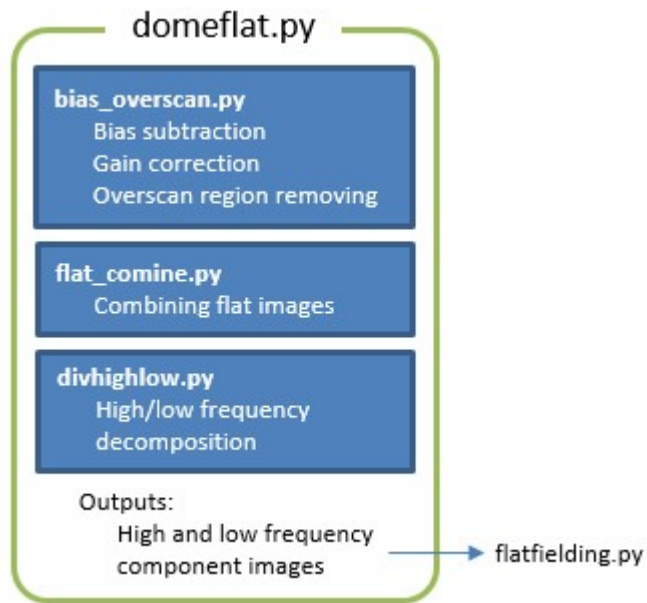 domeflat.py
bias_overscan.py
Bias subtraction
Gain correction
Overscan region removing
flat_comine.py
Combining flat images
divhighlow.py
High/low frequency
decomposition
Outputs:
High and low frequency
component images
flatfielding.py